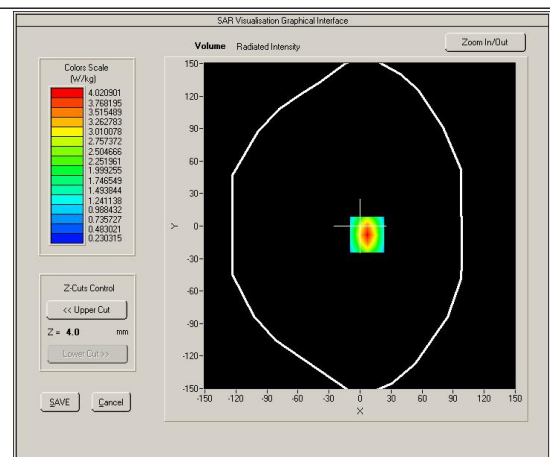 SAR Visualisation Graphical Interface
Volume Radiated Intensity
Zoom In/Out
Colors Scale
(W/kg)
4.020901
3.768195
3.515489
3.262783
3.010078
2.757372
2.504666
2.251961
1.999255
1.746549
1.493844
1.241138
0.988432
0.735727
0.483021
0.230315
150
120
90
60
30
0
-30
-60
-90
-120
-150
Y
-150 -120 -90 -60 -30 0 30 60 90 120 150
X
Z-Cuts Control
<< Upper Cut
Z = 4.0 mm
Lower Cut >>
SAVE Cancel